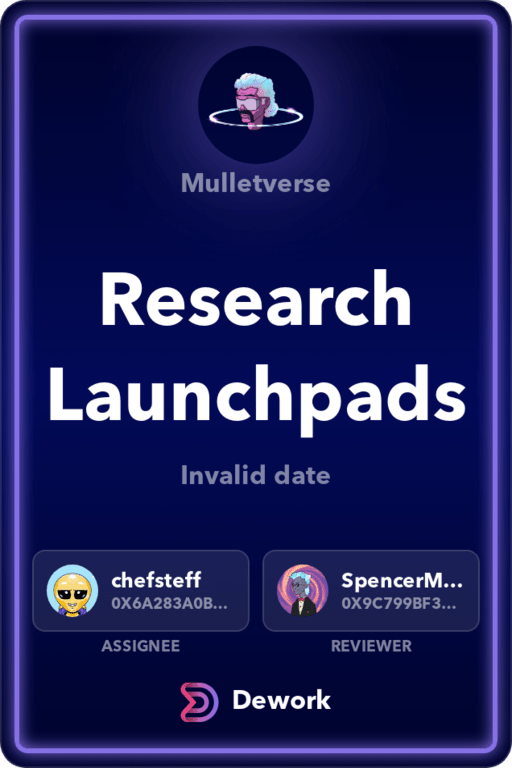 Mulletverse
Research
Launchpads
Invalid date
chefsteff
0X6A283A0B...
SpencerM...
0X9C799BF3...
ASSIGNEE
REVIEWER
Dework